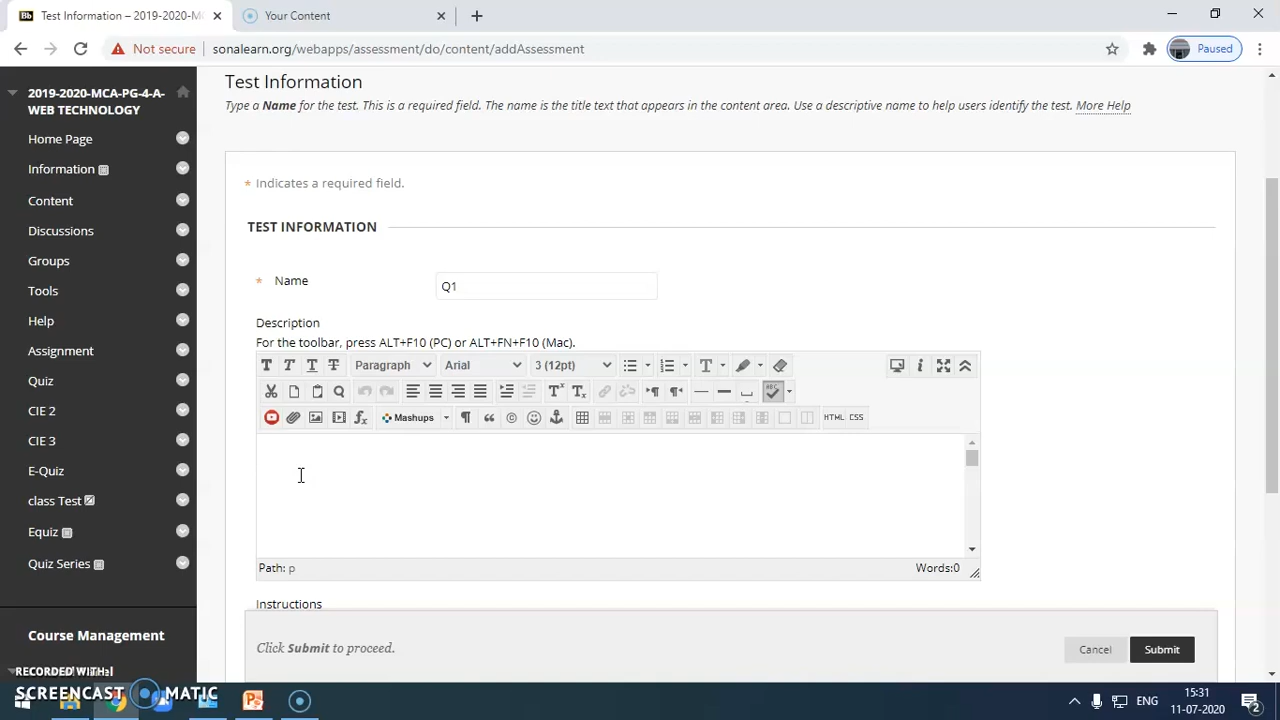 Bb Test Information – 2019-2020-MC
Your Content
Not secure sonalearn.org/webapps/assessment/do/content/addAssessment
Paused
2019-2020-MCA-PG-4-A-
WEB TECHNOLOGY
Home Page
Information
Content
Discussions
Groups
Tools
Help
Assignment
Quiz
CIE 2
CIE 3
E-Quiz
class Test
Equiz
Quiz Series
Course Management
Test Information
Type a Name for the test. This is a required field. The name is the title text that appears in the content area. Use a descriptive name to help users identify the test. More Help
* Indicates a required field.
TEST INFORMATION
* Name Q1
Description
For the toolbar, press ALT+F10 (PC) or ALT+FN+F10 (Mac).
T T T T Paragraph Arial 3 (12pt) T
ABC
Mashups HTML CSS
Path: p Words:0
Instructions
Click Submit to proceed. Cancel Submit
RECORDED WITH
SCREENCAST MATIC
ENG
15:31
11-07-2020
2